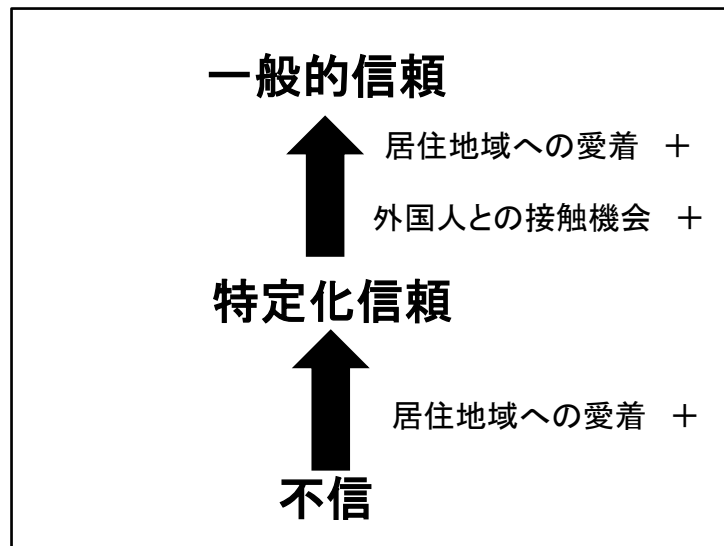 一般的信頼
居住地域への愛着 ＋
外国人との接触機会 ＋
特定化信頼
居住地域への愛着 ＋
不信